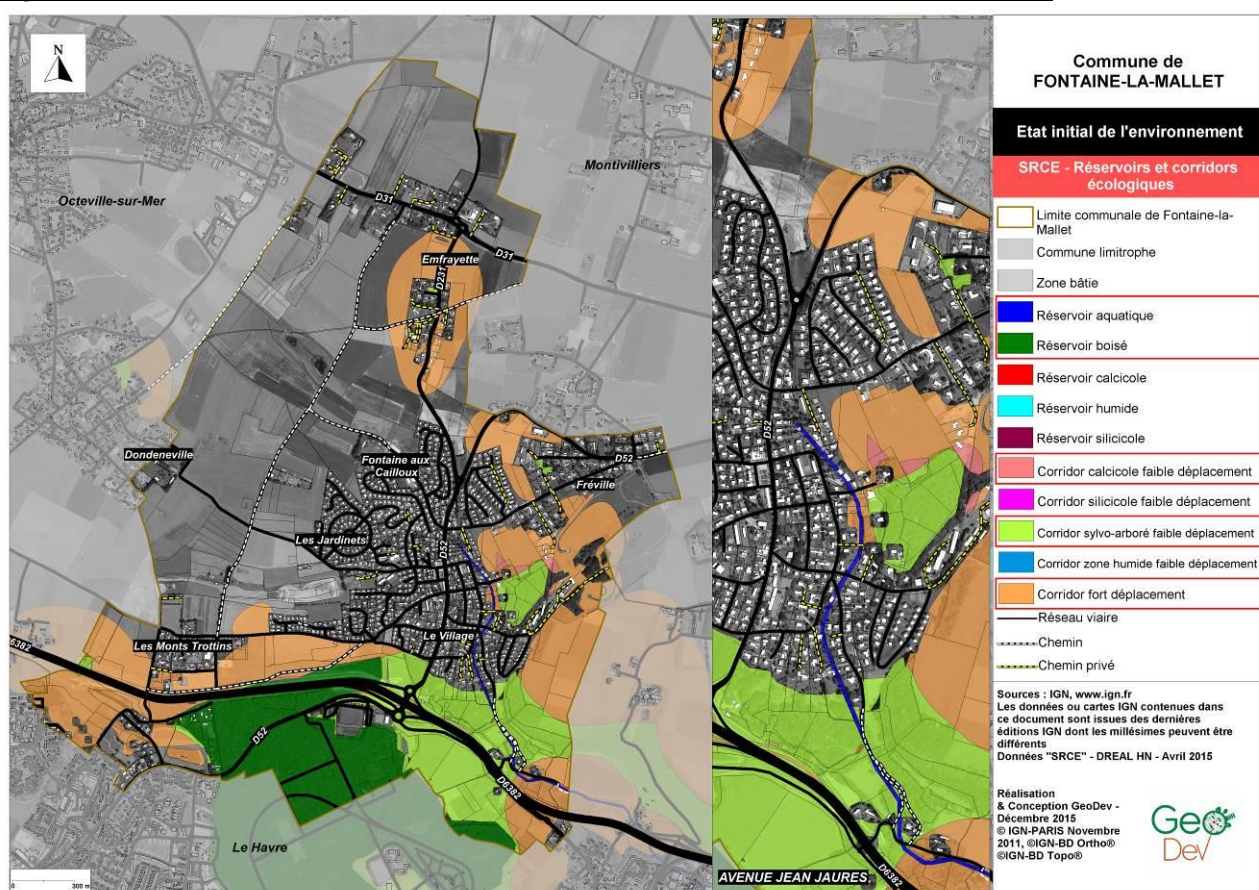 N
Octeville-sur-Mer
Montivilliers
D31
D31
Emfrayette
D231
Dondeneville
Fontaine aux
Cailloux
D52
Fréville
Les Jardinets
D52
Le Village
Les Monts Trottins
D6382
D52
D6382
Le Havre
0 300 m
D52
D6382
AVENUE JEAN JAURES
Commune de
FONTAINE-LA-MALLET
Etat initial de l'environnement
SRCE - Réservoirs et corridors
écologiques
Limite communale de Fontaine-la-
Mallet
Commune limitrophe
Zone bâtie
Réservoir aquatique
Réservoir boisé
Réservoir calcicole
Réservoir humide
Réservoir silicicole
Corridor calcicole faible déplacement
Corridor silicicole faible déplacement
Corridor sylvo-arboré faible déplacement
Corridor zone humide faible déplacement
Corridor fort déplacement
Réseau viaire
Chemin
Chemin privé
Sources : IGN, www.ign.fr
Les données ou cartes IGN contenues dans
ce document sont issues des dernières
éditions IGN dont les millésimes peuvent être
différents
Données "SRCE" - DREAL HN - Avril 2015
Réalisation
& Conception GeoDev -
Décembre 2015
© IGN-PARIS Novembre
2011, ©IGN-BD Ortho®
©IGN-BD Topo®
Geo
Dev